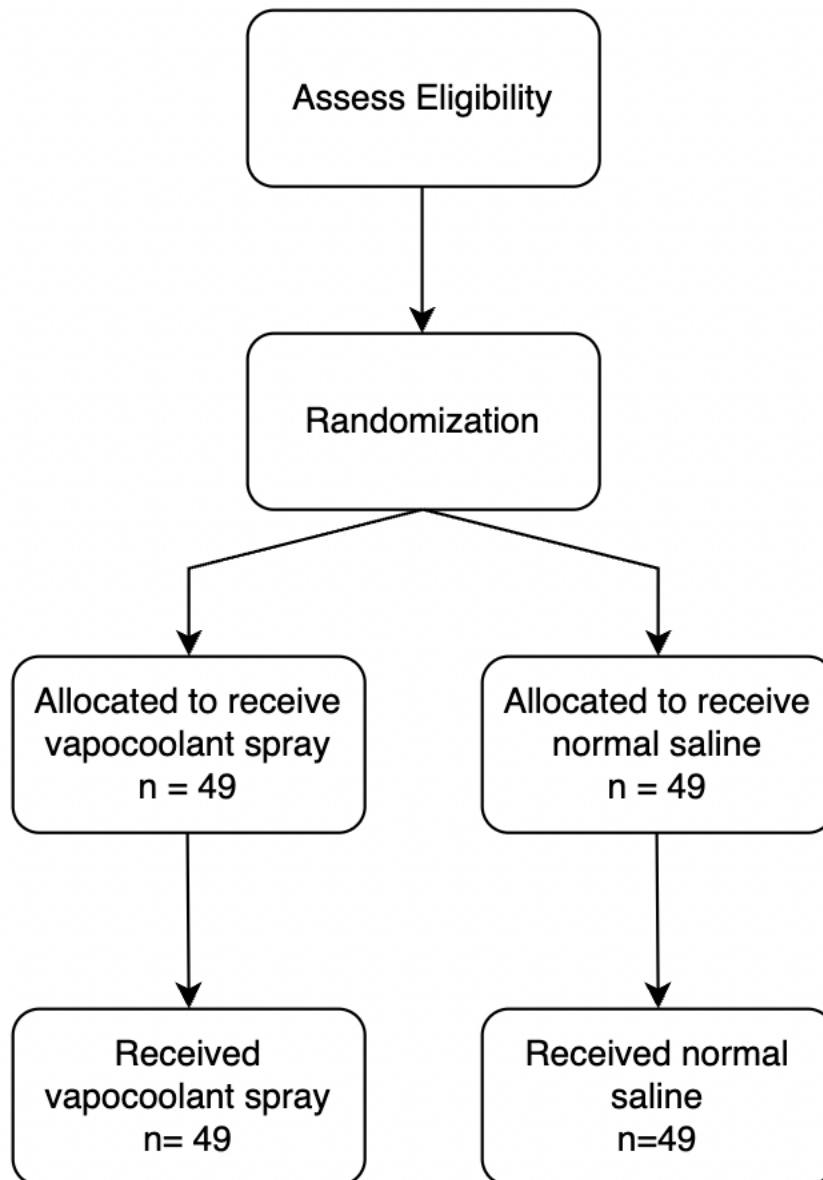 Assess Eligibility
Randomization
Allocated to receive
vapocoolant spray
n = 49
Allocated to receive
normal saline
n = 49
Received
vapocoolant spray
n= 49
Received normal
saline
n=49